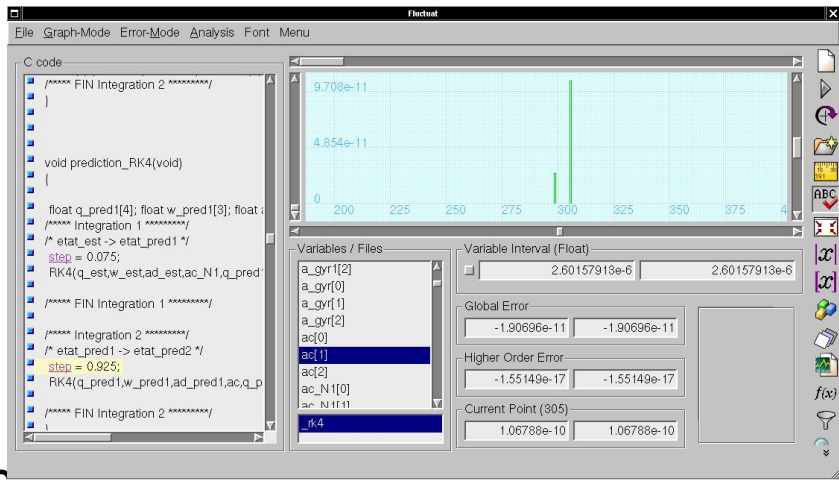 Fluctuat
File Graph-Mode Error-Mode Analysis Font Menu
C code
/***** FIN Integration 2 *********/
}
void prediction_RK4(void)
{
float q_pred1[4]; float w_pred1[3]; float
/***** Integration 1 *********/
/* etat_est -> etat_pred1 */
step = 0.075;
RK4(q_est,w_est,ad_est,ac_N1,q_pred
/***** FIN Integration 1 *********/
/***** Integration 2 *********/
/* etat_pred1 -> etat_pred2 */
step = 0.925;
RK4(q_pred1,w_pred1,ad_pred1,ac,q_p
/***** FIN Integration 2 *********/
9.708e-11
4.854e-11
0
200 225 250 275 300 325 350 375 4
Variables / Files
a_gyr1[2]
a_gyr[0]
a_gyr[1]
a_gyr[2]
ac[0]
ac[1]
ac[2]
ac_N1[0]
ac_N1[1]
_rk4
Variable Interval (Float)
2.60157913e-6 2.60157913e-6
Global Error
-1.90696e-11 -1.90696e-11
Higher Order Error
-1.55149e-17 -1.55149e-17
Current Point (305)
1.06788e-10 1.06788e-10
ABC
|x|
[x]
f(x)